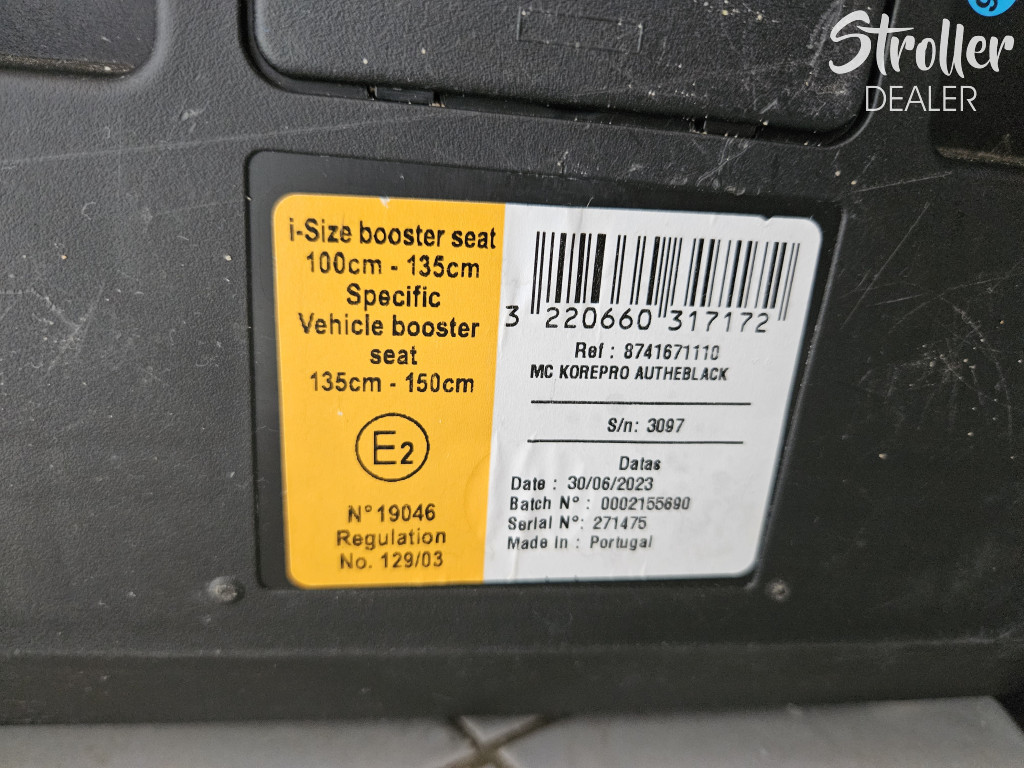 Stroller
DEALER
i-Size booster seat
100cm - 135cm
Specific
Vehicle booster
seat
135cm - 150cm
E2
N° 19046
Regulation
No. 129/03
3 220660 317172
Ref : 8741671110
MC KOREPRO AUTHEBLACK
S/n: 3097
Datas
Date : 30/06/2023
Batch N° : 0002155690
Serial N°: 271475
Made in : Portugal